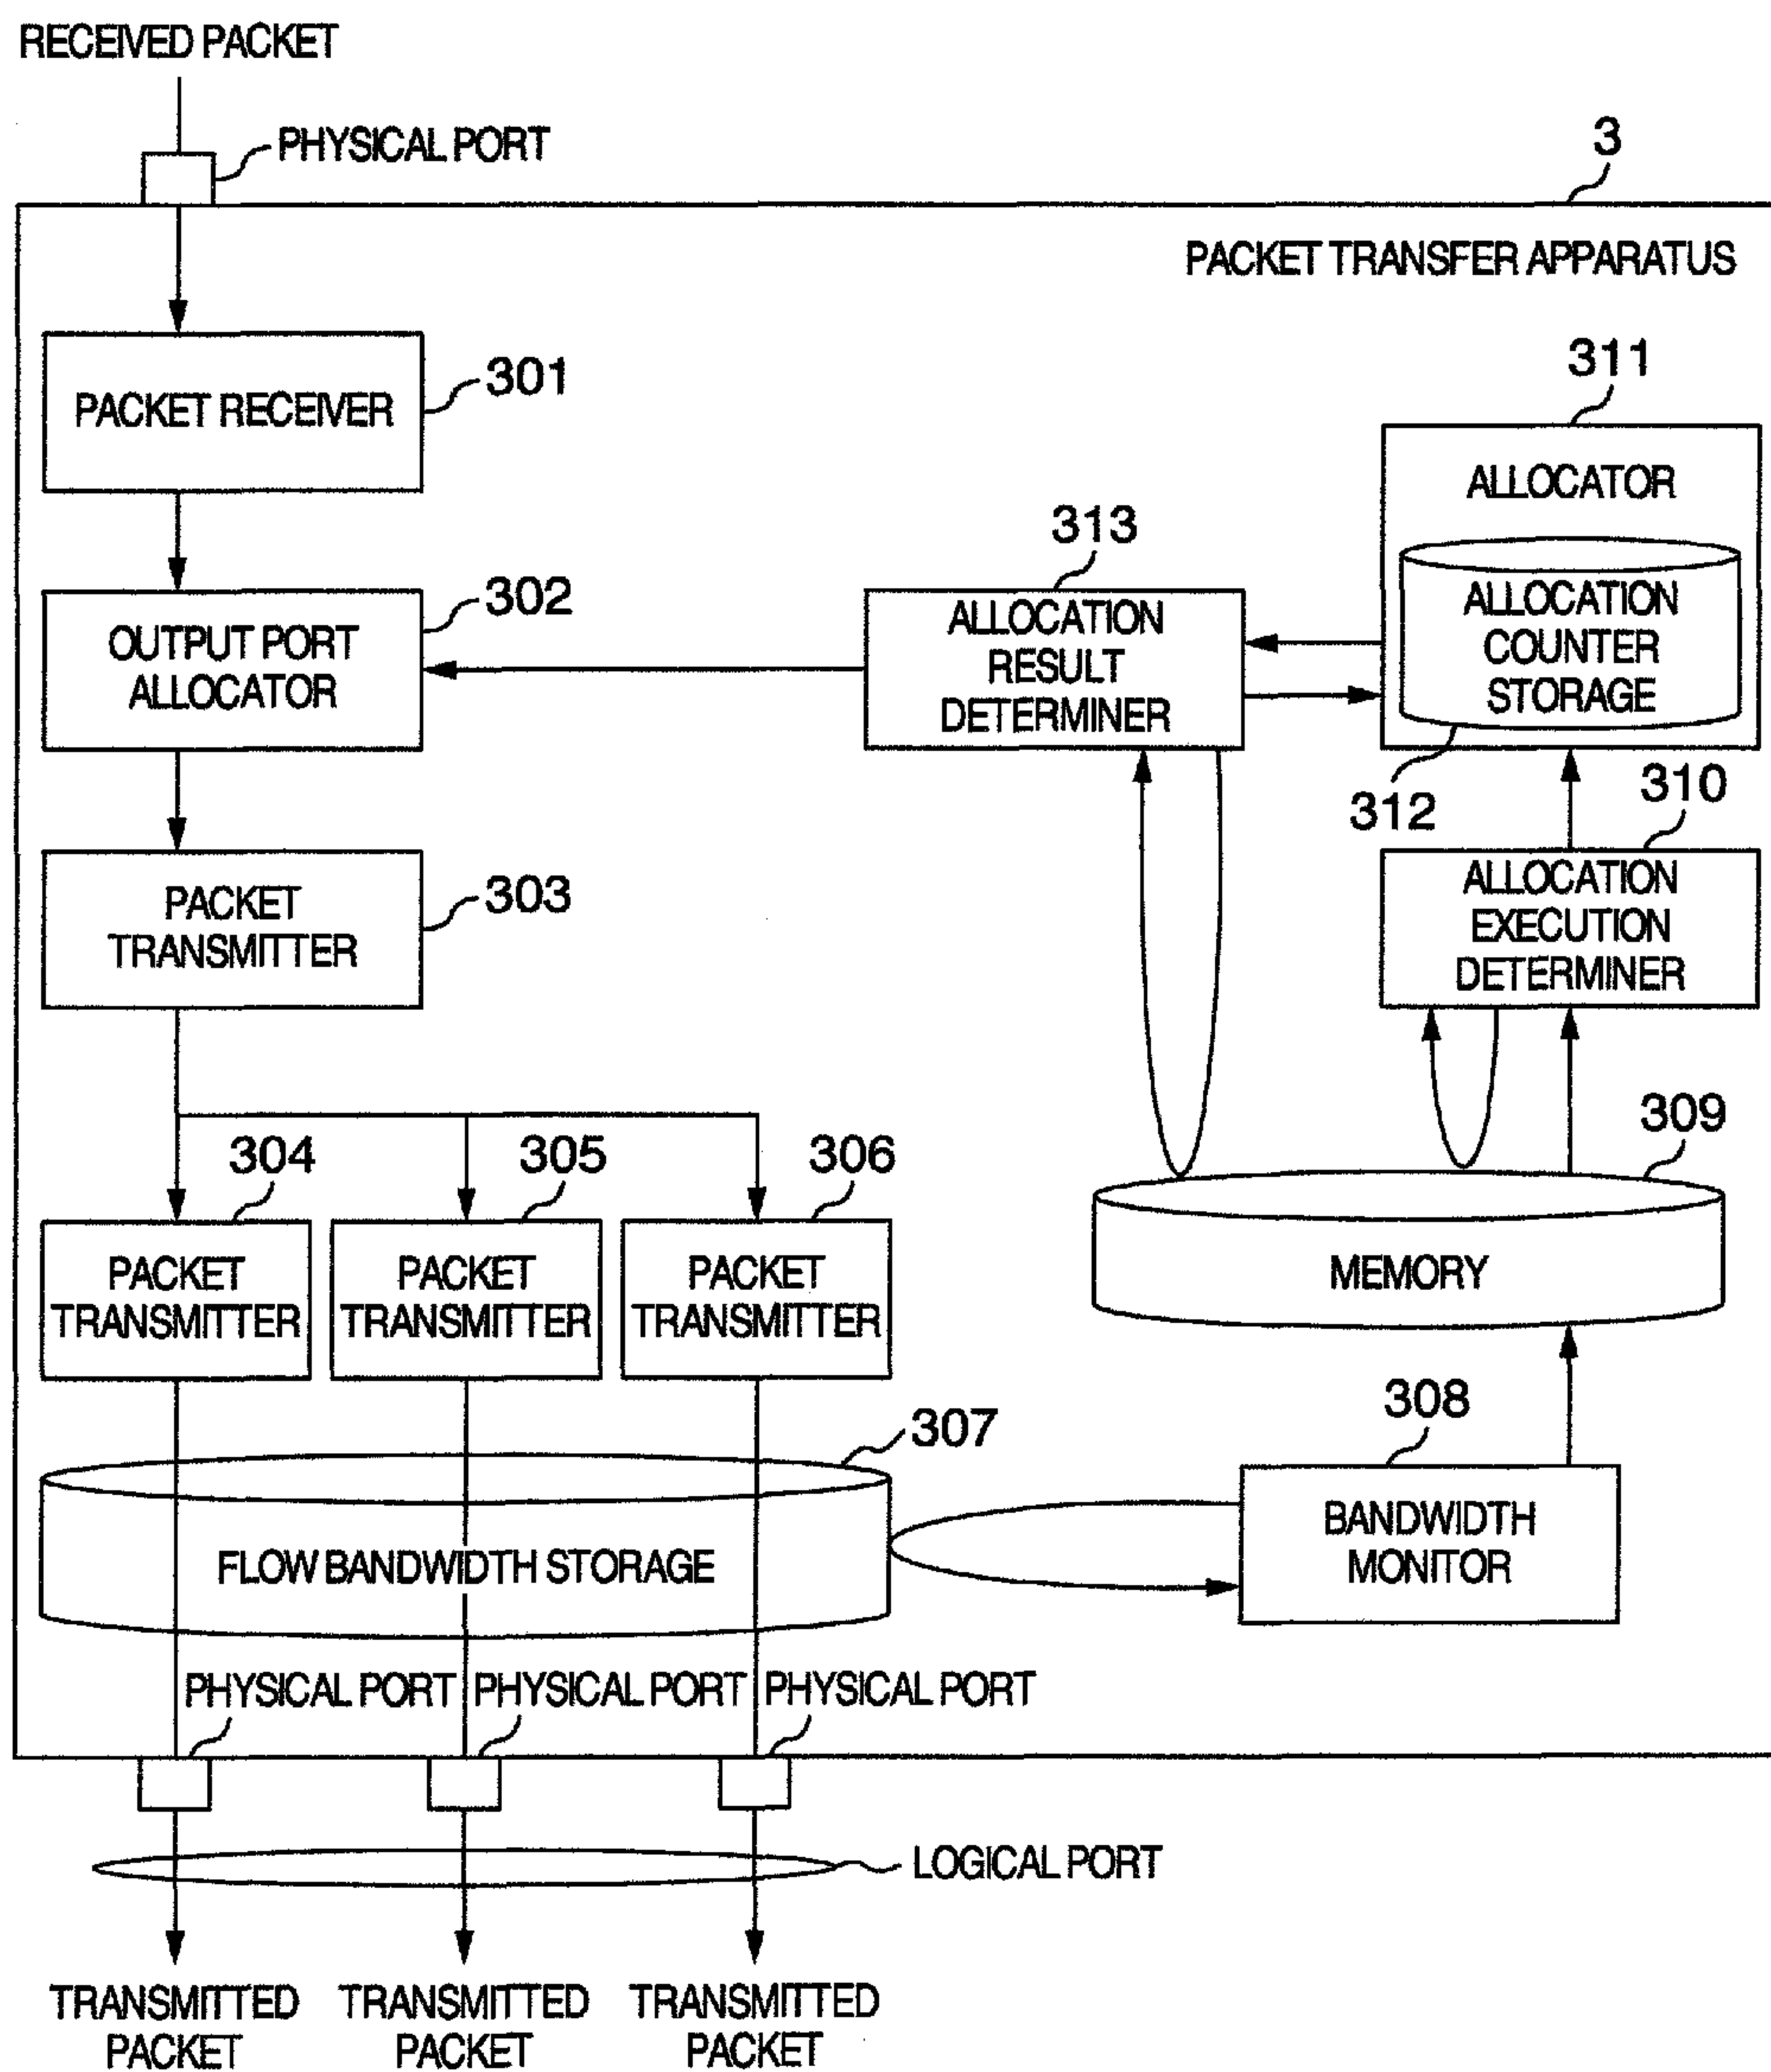 RECEIVED PACKET
PHYSICAL PORT
3
PACKET TRANSFER APPARATUS
301
PACKET RECEIVER
311
ALLOCATOR
313
302
OUTPUT PORT
ALLOCATOR
ALLOCATION
RESULT
DETERMINER
ALLOCATION
COUNTER
STORAGE
312
310
303
PACKET
TRANSMITTER
ALLOCATION
EXECUTION
DETERMINER
304
305
306
309
PACKET
TRANSMITTER
PACKET
TRANSMITTER
PACKET
TRANSMITTER
MEMORY
307
308
FLOW BANDWIDTH STORAGE
BANDWIDTH
MONITOR
PHYSICAL PORT
PHYSICAL PORT
PHYSICAL PORT
LOGICAL PORT
TRANSMITTED
PACKET
TRANSMITTED
PACKET
TRANSMITTED
PACKET